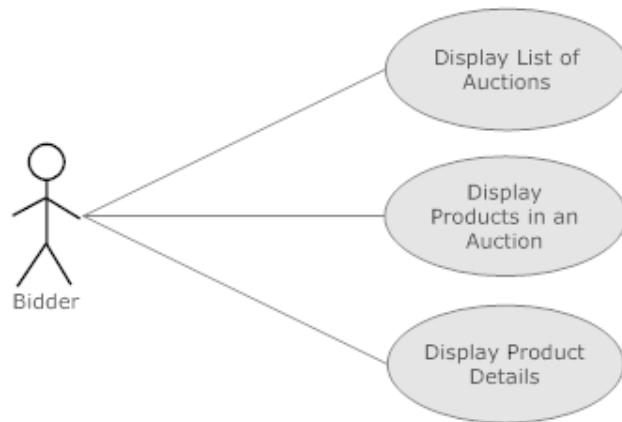 Display List of
Auctions
Display
Products in an
Auction
Bidder
Display Product
Details